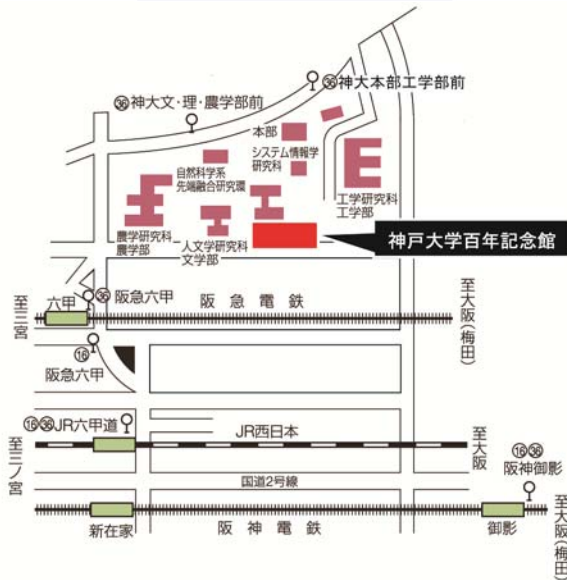 ㊱神大本部工学部前
㊱神大文・理・農学部前
本部
システム情報学
研究科
自然科学系
先端融合研究環
工学研究科
工学部
農学研究科
農学部
人文学研究科
文学部
神戸大学百年記念館
至三宮
六甲
㊱阪急六甲
阪急電鉄
至大阪(梅田)
⑯
阪急六甲
⑯㊱JR六甲道
JR西日本
至三ノ宮
至大阪
⑯㊱
阪神御影
国道2号線
新在家
阪神電鉄
御影
至大阪(梅田)